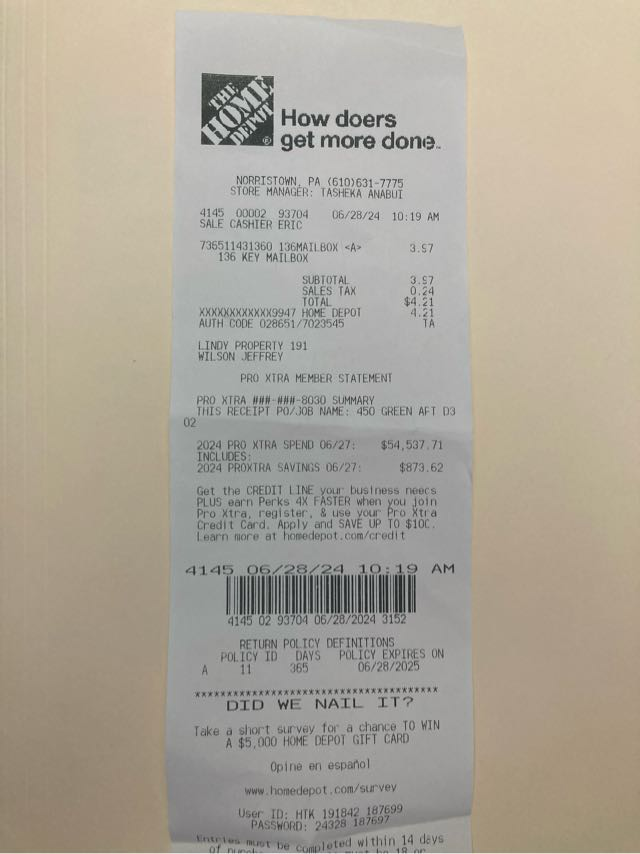 THE
HOME
DEPOT
®
How doers
get more done™
NORRISTOWN, PA (610)631-7775
STORE MANAGER: TASHEKA ANABUI
4145 00002 93704 06/28/24 10:19 AM
SALE CASHIER ERIC
736511431360 136MAILBOX <A> 3.97
136 KEY MAILBOX
SUBTOTAL 3.97
SALES TAX 0.24
TOTAL $4.21
XXXXXXXXXXXX9947 HOME DEPOT 4.21
AUTH CODE 028651/7023545 TA
LINDY PROPERTY 191
WILSON JEFFREY
PRO XTRA MEMBER STATEMENT
PRO XTRA ###-###-8030 SUMMARY
THIS RECEIPT PO/JOB NAME: 450 GREEN APT D3
02
2024 PRO XTRA SPEND 06/27: $54,537.71
INCLUDES:
2024 PROXTRA SAVINGS 06/27: $873.62
Get the CREDIT LINE your business needs
PLUS earn Perks 4X FASTER when you join
Pro Xtra, register, & use your Pro Xtra
Credit Card. Apply and SAVE UP TO $100.
Learn more at homedepot.com/credit
4145 06/28/24 10:19 AM
4145 02 93704 06/28/2024 3152
RETURN POLICY DEFINITIONS
POLICY ID DAYS POLICY EXPIRES ON
A 11 365 06/28/2025
****************************************
DID WE NAIL IT?
Take a short survey for a chance TO WIN
A $5,000 HOME DEPOT GIFT CARD
Opine en español
www.homedepot.com/survey
User ID: HTK 191842 187699
PASSWORD: 24328 187697
Entries must be completed within 14 days